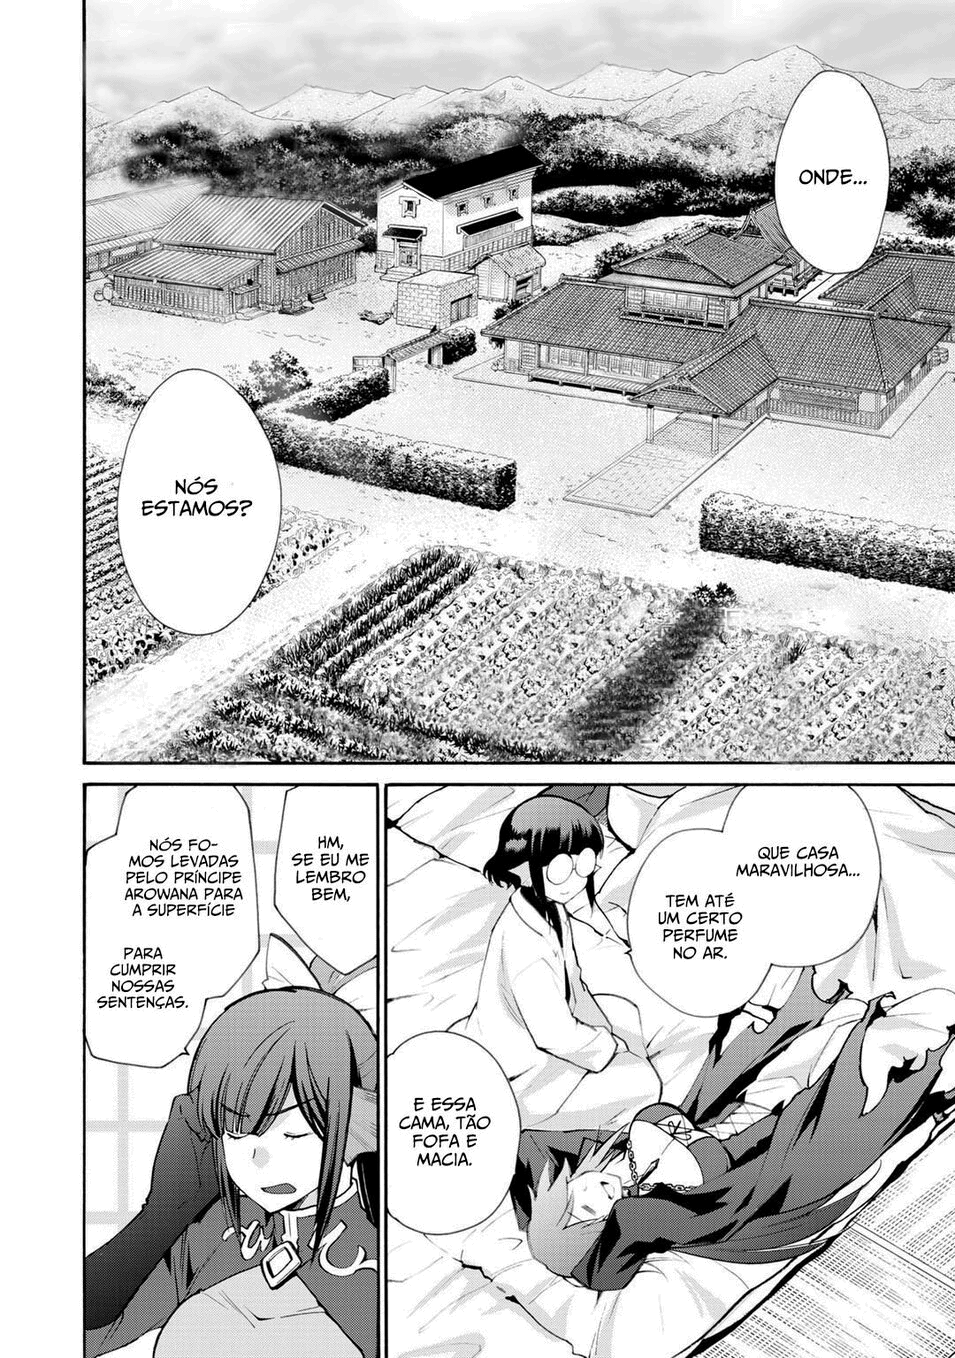 ONDE...
NÓS
ESTAMOS?
QUE CASA
MARAVILHOSA...
TEM ATÉ
UM CERTO
PERFUME
NO AR.
E ESSA
CAMA, TÃO
FOFA E
MACIA.
HM,
SE EU ME
LEMBRO
BEM,
NÓS FO-
MOS LEVADAS
PELO PRÍNCIPE
AROWANA PARA
A SUPERFÍCIE
PARA
CUMPRIR
NOSSAS
SENTENÇAS.